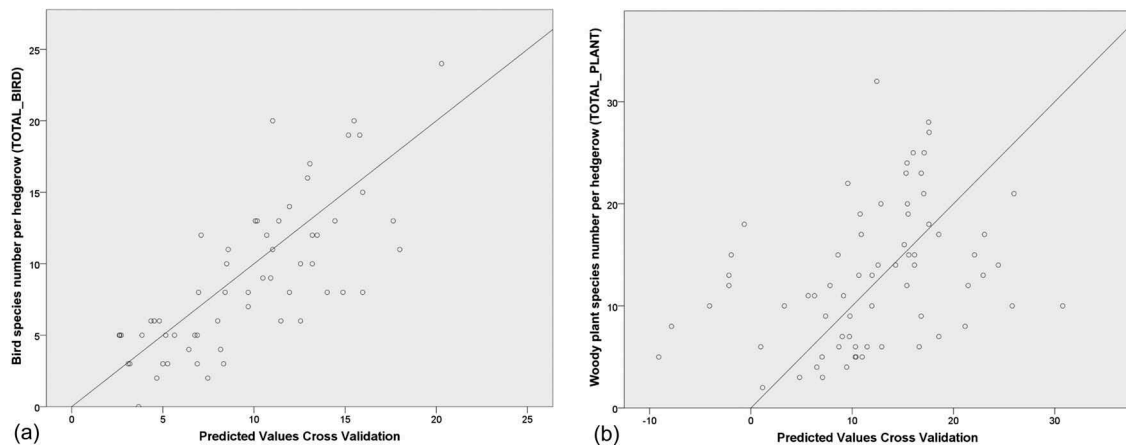 Bird species number per hedgerow (TOTAL_BIRD)
25
20
15
10
5
0
0 5 10 15 20 25
Predicted Values Cross Validation
(a)
Woody plant species number per hedgerow (TOTAL_PLANT)
30
20
10
0
-10 0 10 20 30
Predicted Values Cross Validation
(b)